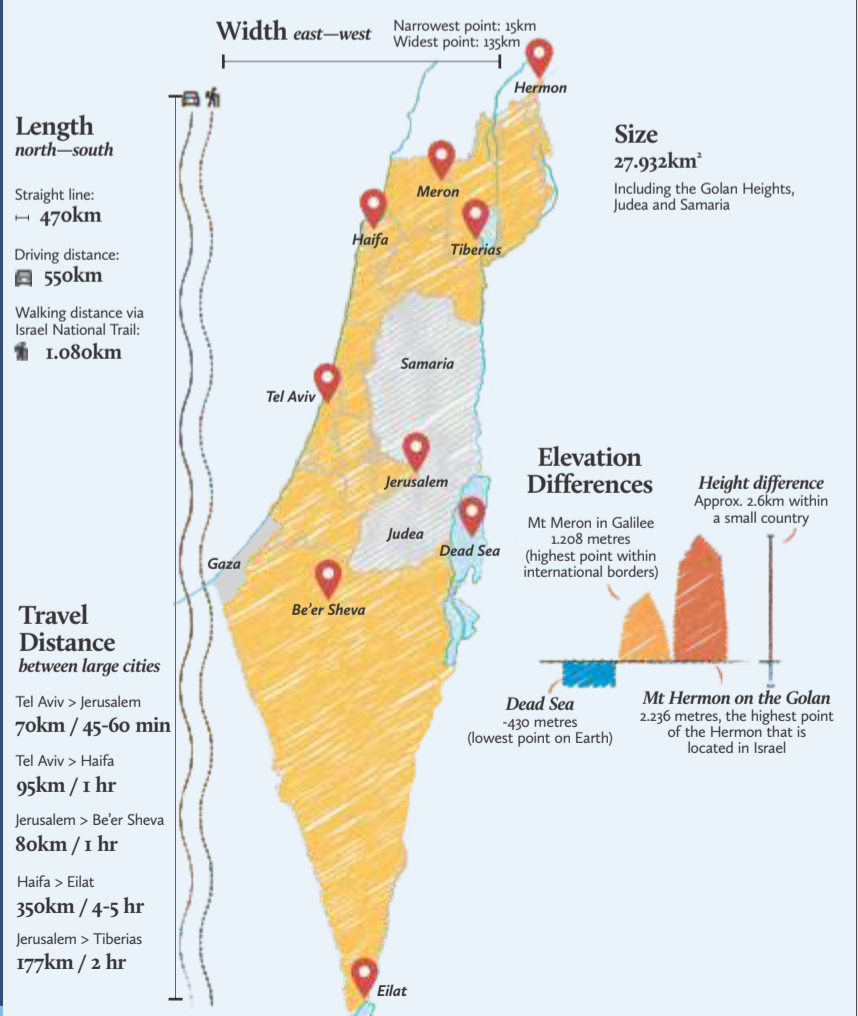 Width east—west
Narrowest point: 15km
Widest point: 135km
Hermon
Length
north—south
Straight line:
470km
Driving distance:
550km
Walking distance via
Israel National Trail:
1.080km
Size
27.932km²
Including the Golan Heights,
Judea and Samaria
Meron
Haifa
Tiberias
Samaria
Tel Aviv
Jerusalem
Judea
Dead Sea
Gaza
Be'er Sheva
Eilat
Elevation
Differences
Height difference
Approx. 2.6km within
a small country
Mt Meron in Galilee
1.208 metres
(highest point within
international borders)
Dead Sea
-430 metres
(lowest point on Earth)
Mt Hermon on the Golan
2.236 metres, the highest point
of the Hermon that is
located in Israel
Travel
Distance
between large cities
Tel Aviv > Jerusalem
70km / 45-60 min
Tel Aviv > Haifa
95km / 1 hr
Jerusalem > Be'er Sheva
80km / 1 hr
Haifa > Eilat
350km / 4-5 hr
Jerusalem > Tiberias
177km / 2 hr